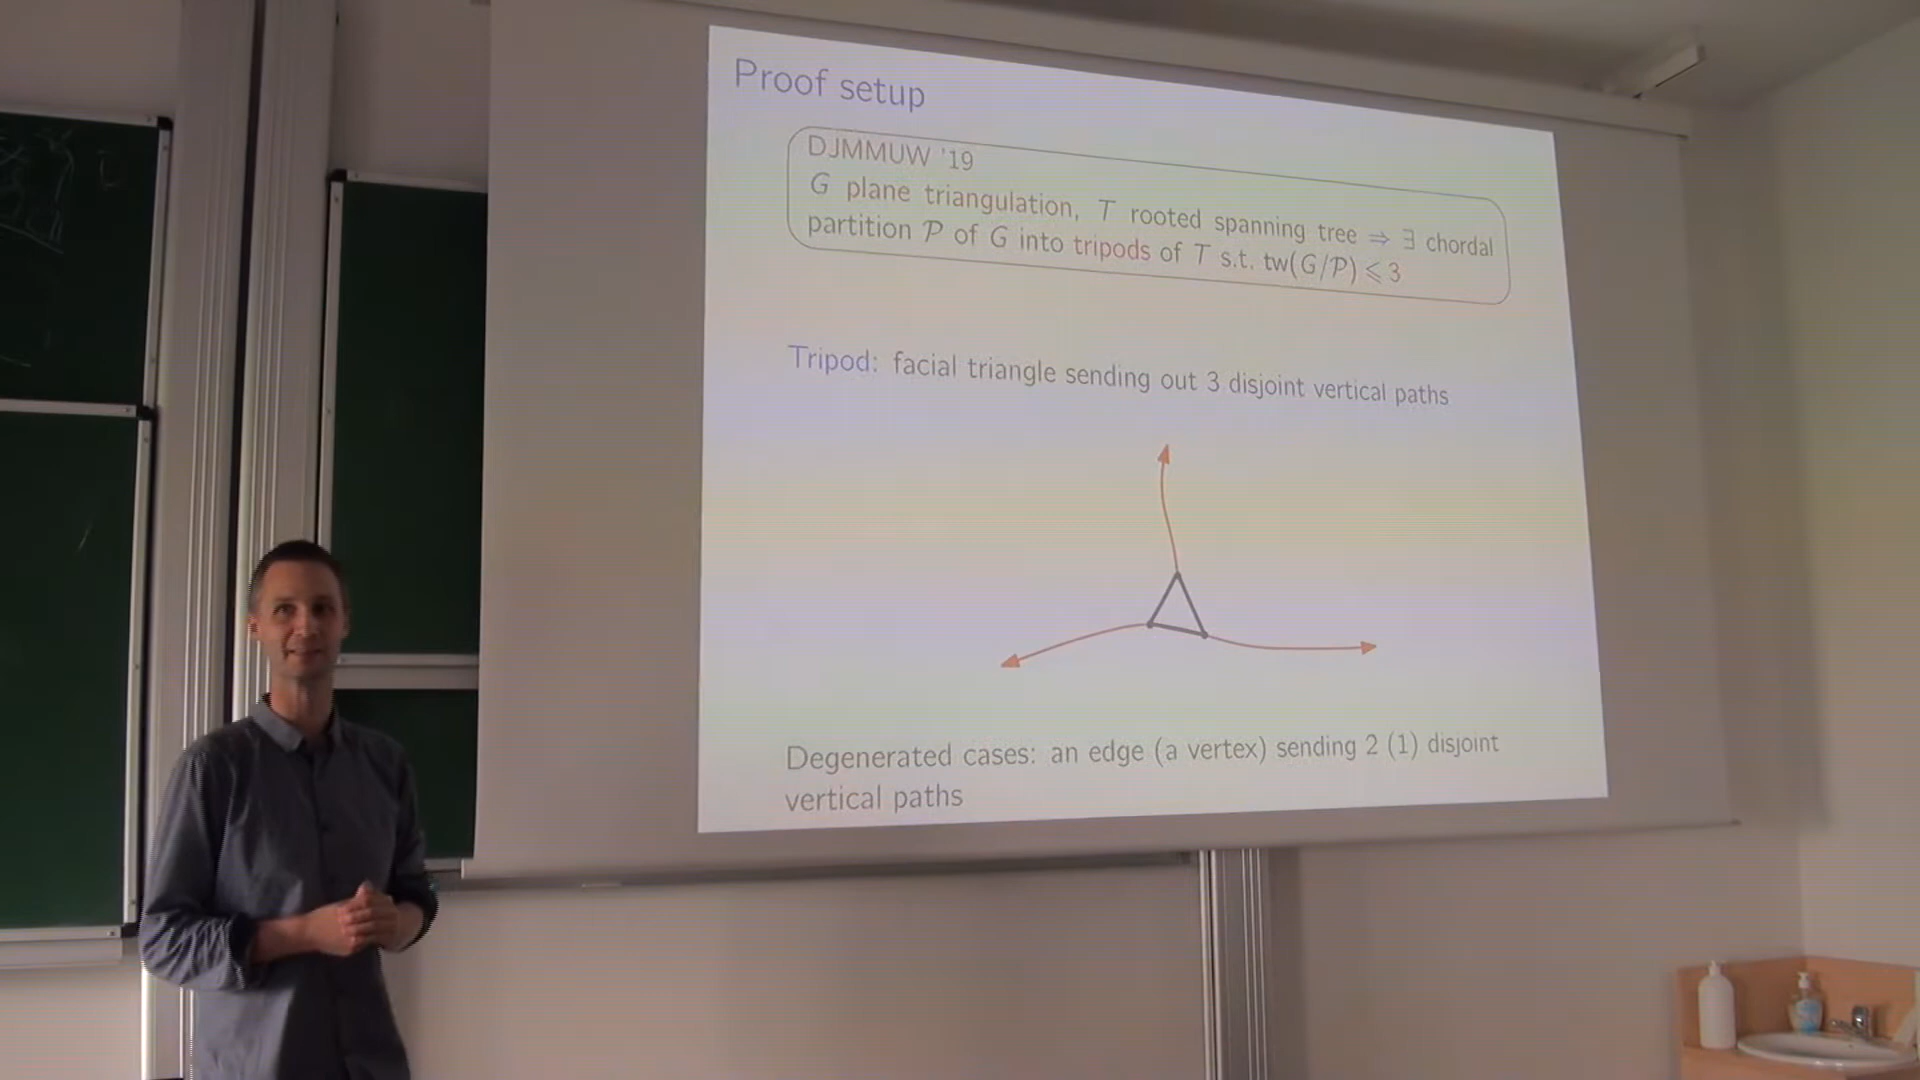 Proof setup
DJMMUW '19
G plane triangulation, T rooted spanning tree ⇒ ∃ chordal
partition 𝒫 of G into tripods of T s.t. tw(G/𝒫) ⩽ 3
Tripod: facial triangle sending out 3 disjoint vertical paths
Degenerated cases: an edge (a vertex) sending 2 (1) disjoint
vertical paths